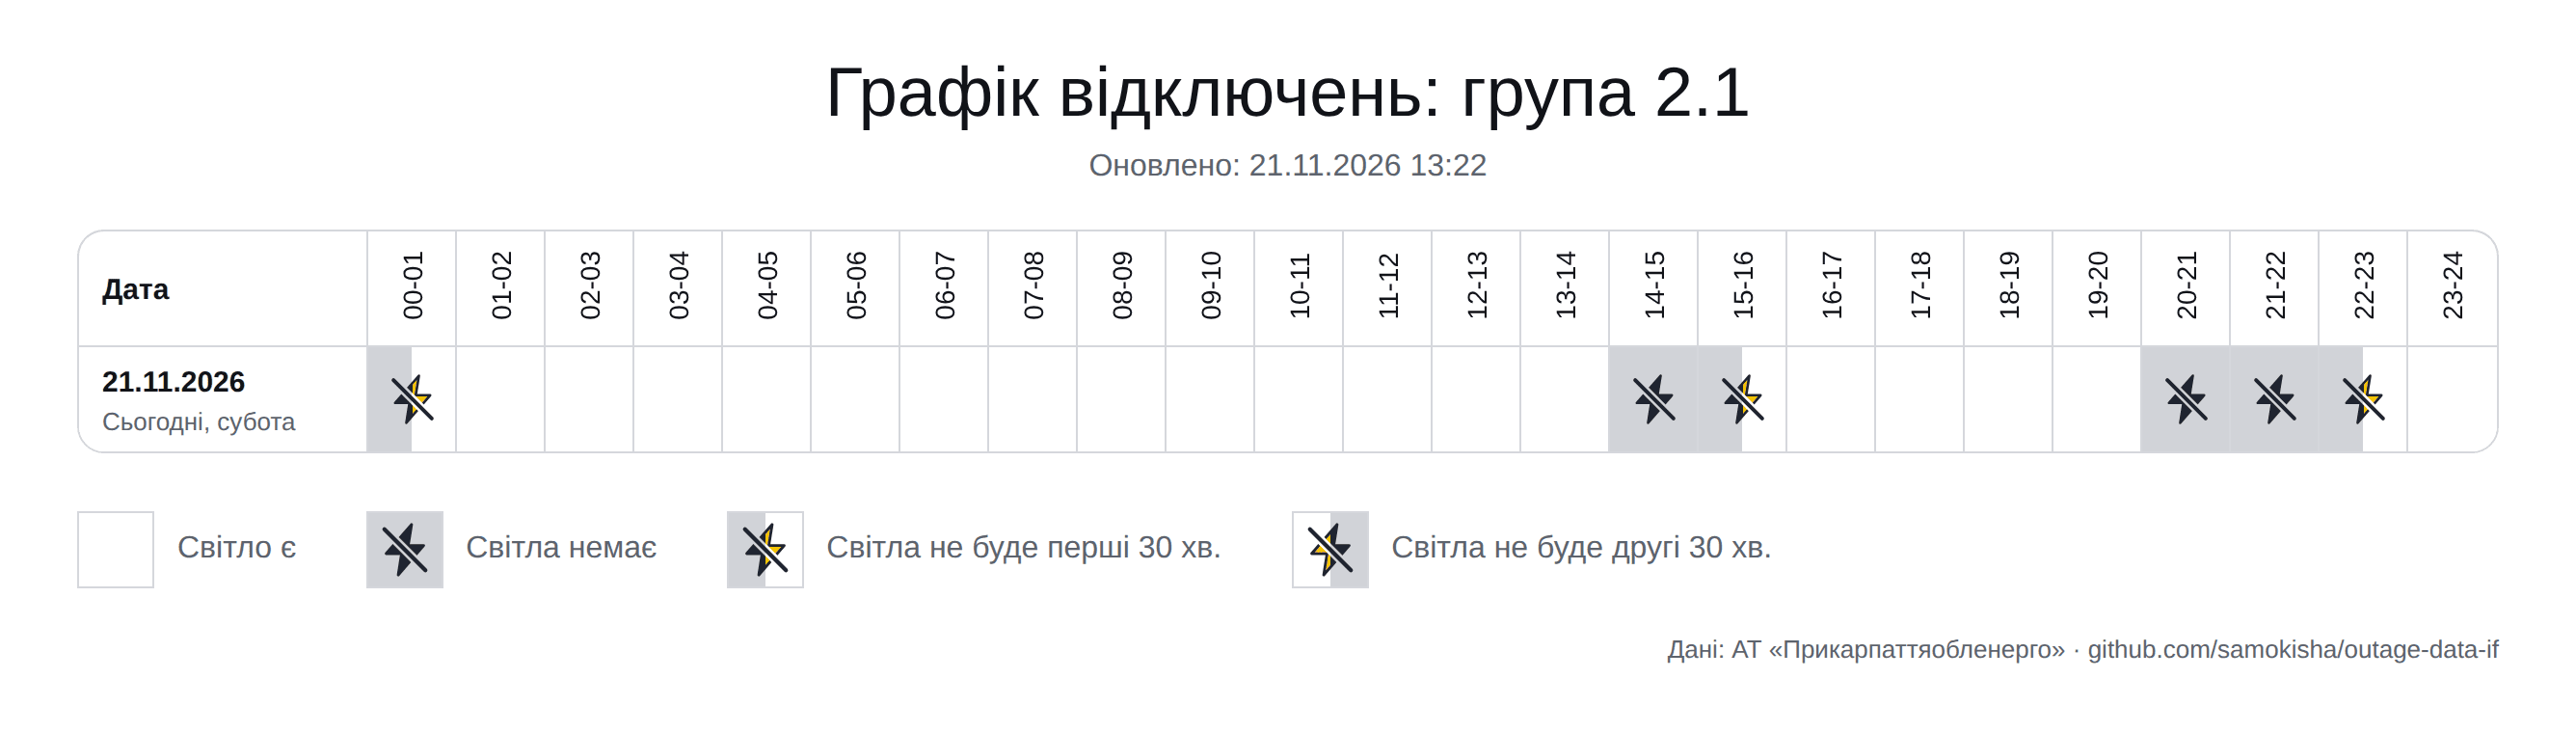 Графік відключень: група 2.1
Оновлено: 21.11.2026 13:22
Дата 00-01 01-02 02-03 03-04 04-05 05-06 06-07 07-08 08-09 09-10 10-11 11-12 12-13 13-14 14-15 15-16 16-17 17-18 18-19 19-20 20-21 21-22 22-23 23-24
21.11.2026
Сьогодні, субота
Світло є Світла немає Світла не буде перші 30 хв. Світла не буде другі 30 хв.
Дані: АТ «Прикарпаттяобленерго» · github.com/samokisha/outage-data-if